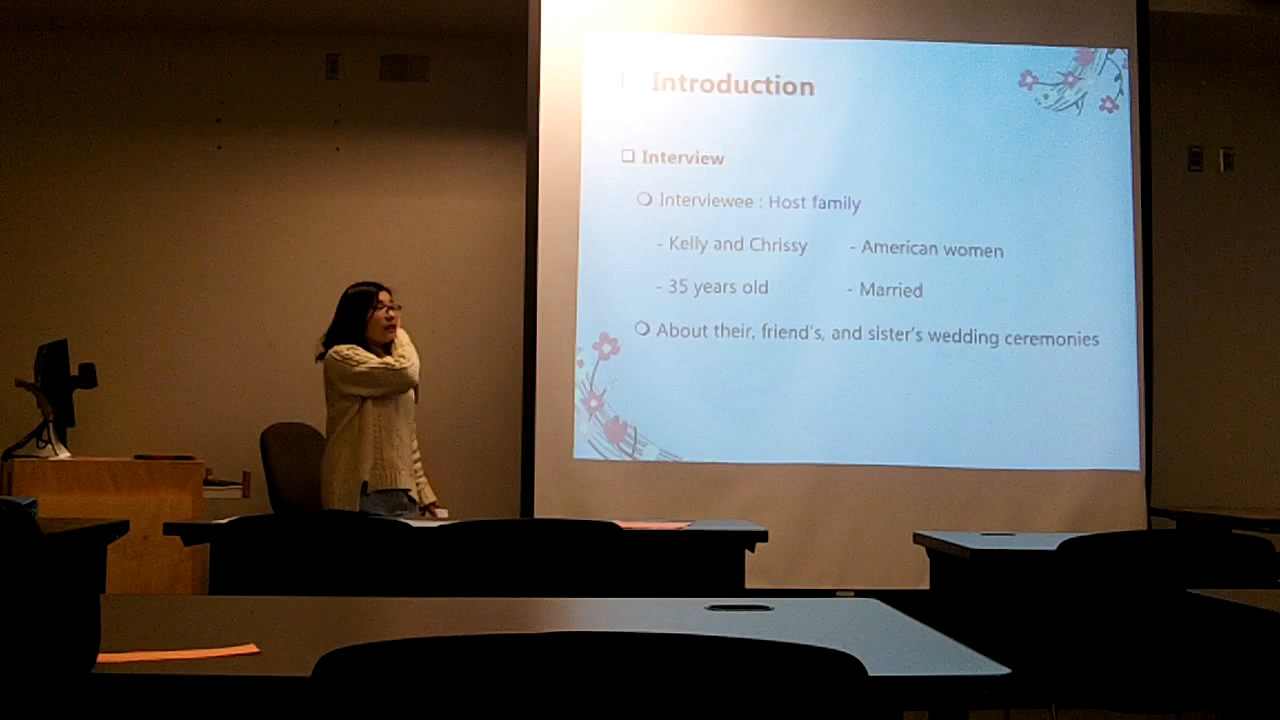 Introduction
❑ Interview
❍ Interviewee : Host family
- Kelly and Chrissy - American women
- 35 years old - Married
❍ About their, friend's, and sister's wedding ceremonies